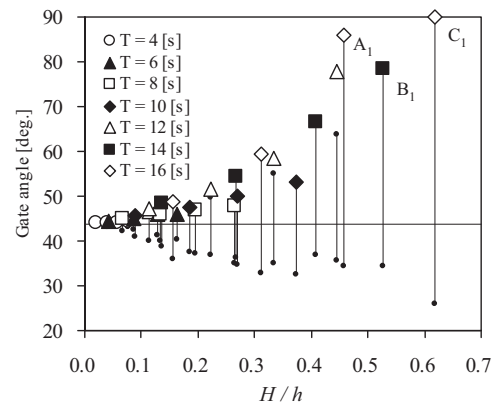 90
80
70
60
50
40
30
20
Gate angle [deg.]
T = 4 [s]
T = 6 [s]
T = 8 [s]
T = 10 [s]
T = 12 [s]
T = 14 [s]
T = 16 [s]
A1
B1
C1
0.0 0.1 0.2 0.3 0.4 0.5 0.6 0.7
H / h